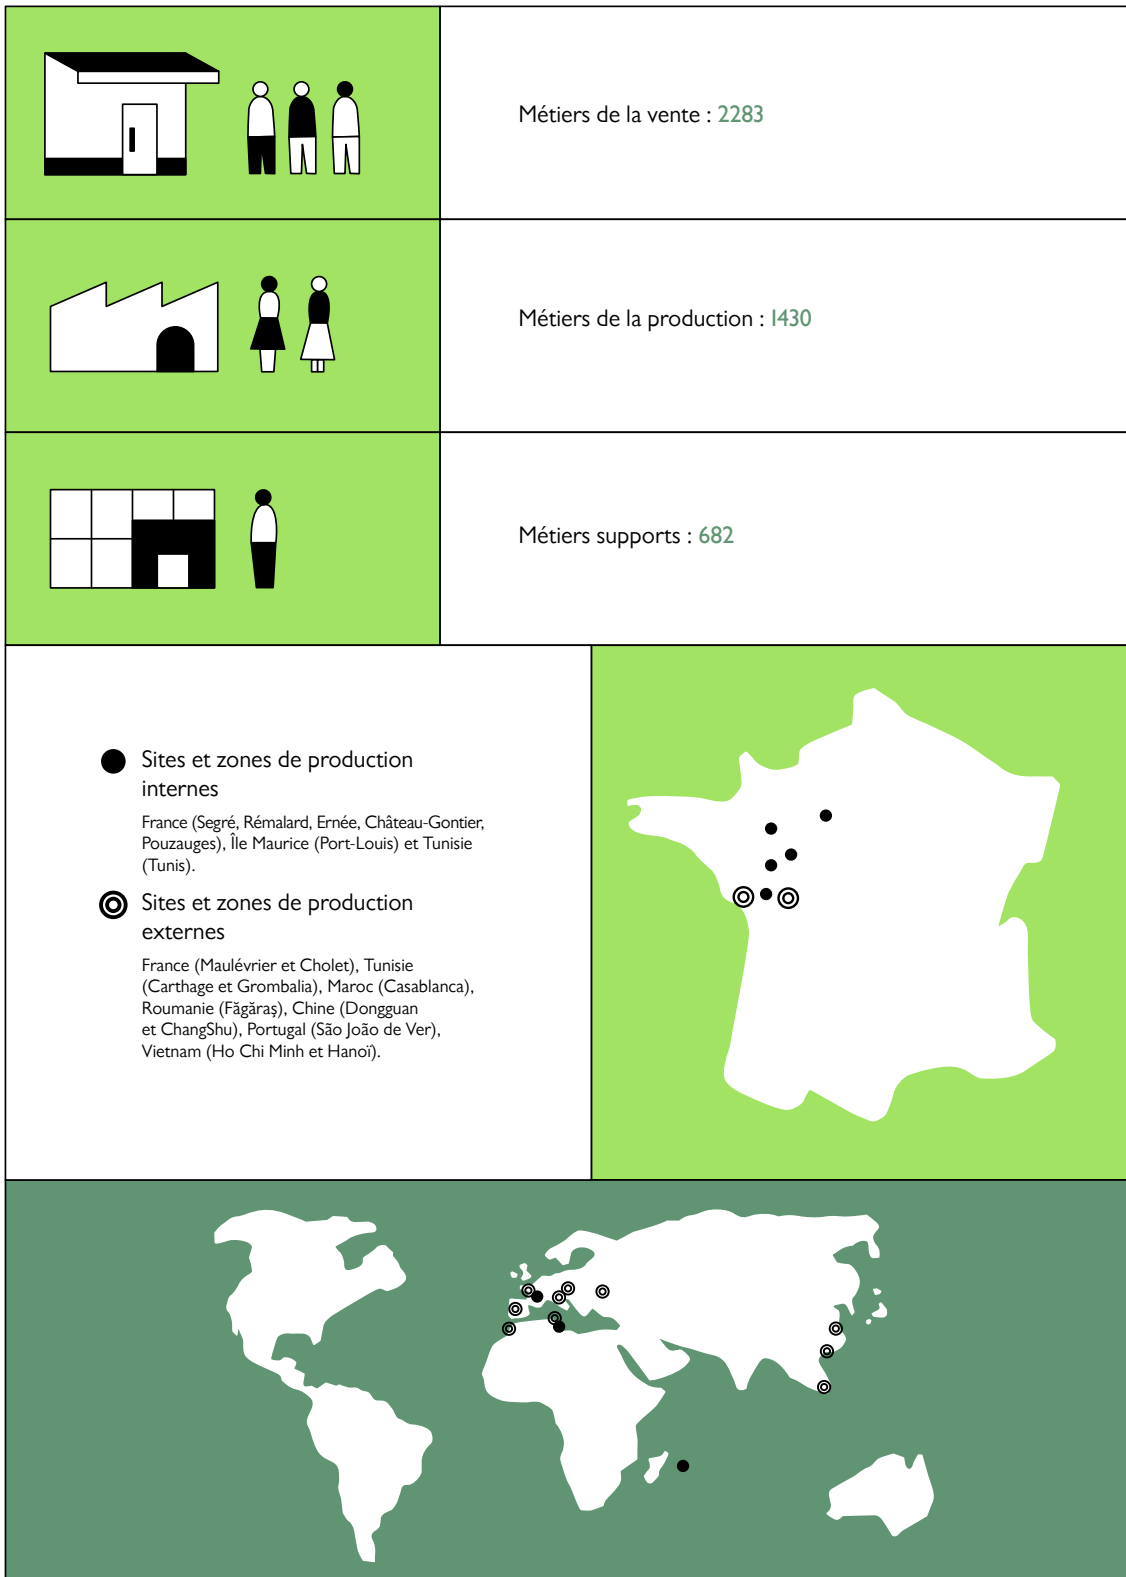 Métiers de la vente : 2283
Métiers de la production : 1430
Métiers supports : 682
Sites et zones de production
internes
France (Segré, Rémalard, Ernée, Château-Gontier,
Pouzauges), Île Maurice (Port-Louis) et Tunisie
(Tunis).
Sites et zones de production
externes
France (Maulévrier et Cholet), Tunisie
(Carthage et Grombalia), Maroc (Casablanca),
Roumanie (Făgăraș), Chine (Dongguan
et ChangShu), Portugal (São João de Ver),
Vietnam (Ho Chi Minh et Hanoï).